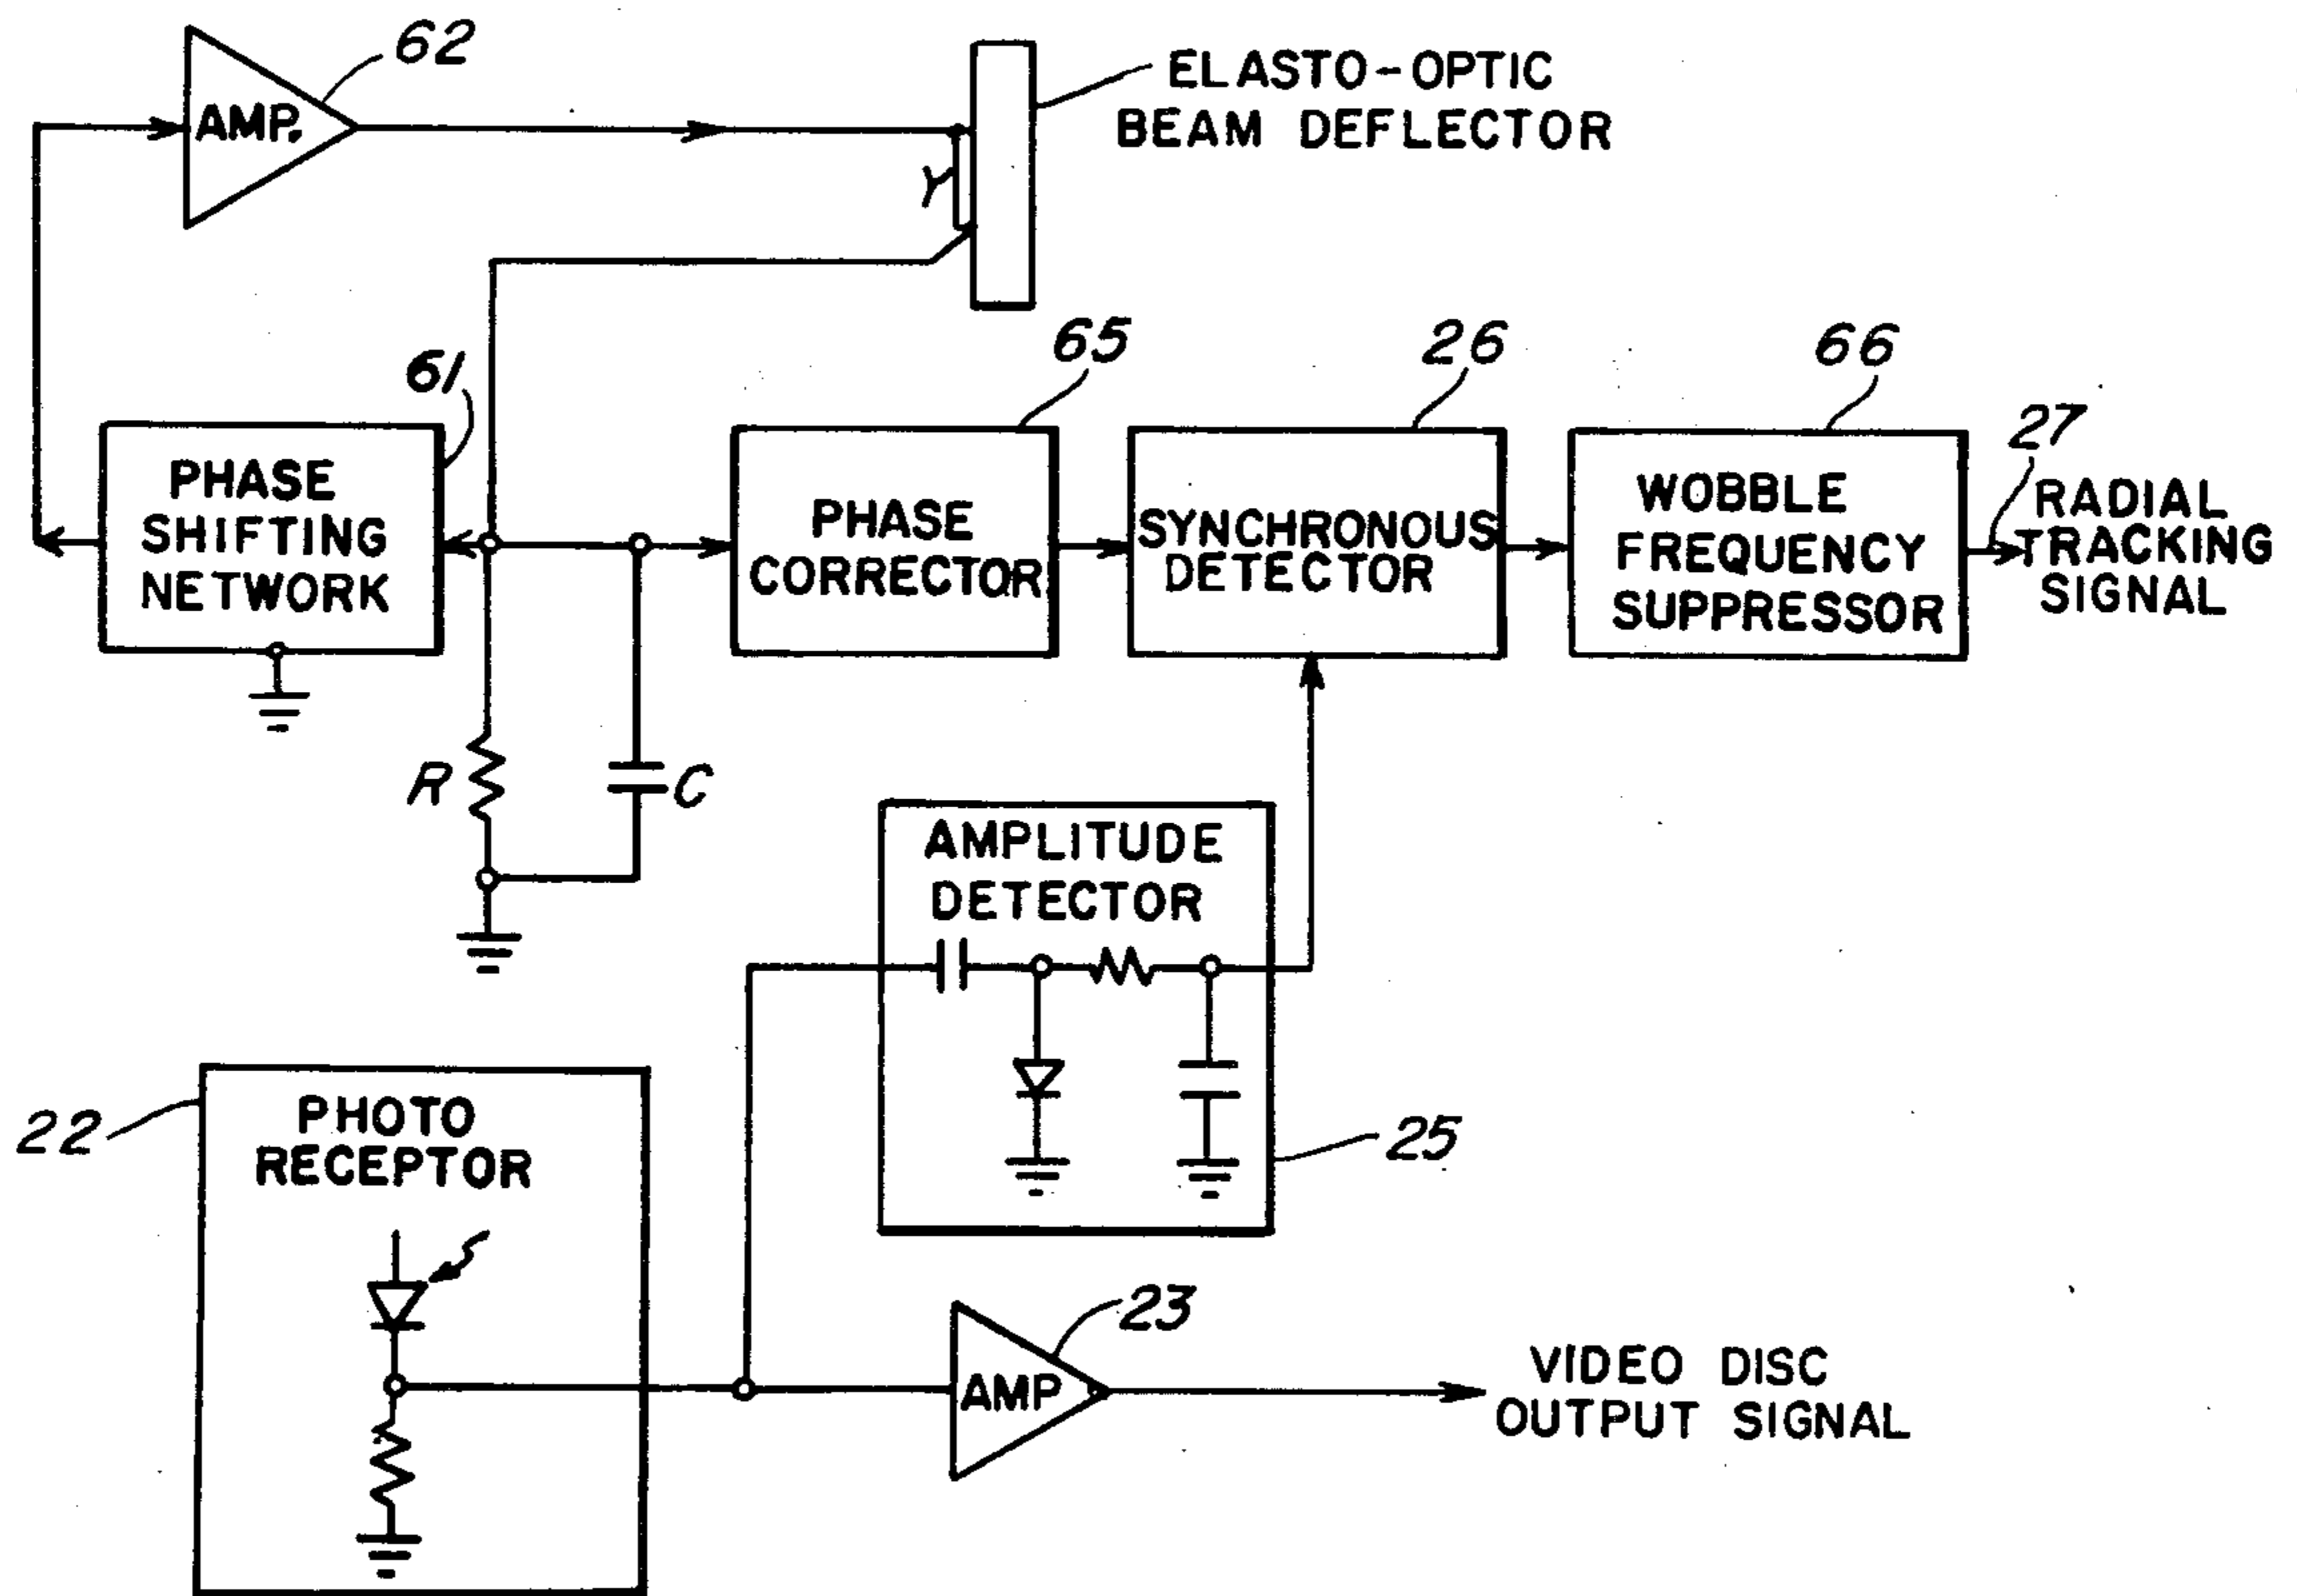 62
AMP.
ELASTO-OPTIC
BEAM DEFLECTOR
Y
61
65
26
66
27
PHASE
SHIFTING
NETWORK
PHASE
CORRECTOR
SYNCHRONOUS
DETECTOR
WOBBLE
FREQUENCY
SUPPRESSOR
RADIAL
TRACKING
SIGNAL
R
C
AMPLITUDE
DETECTOR
25
22
PHOTO
RECEPTOR
23
AMP
VIDEO DISC
OUTPUT SIGNAL